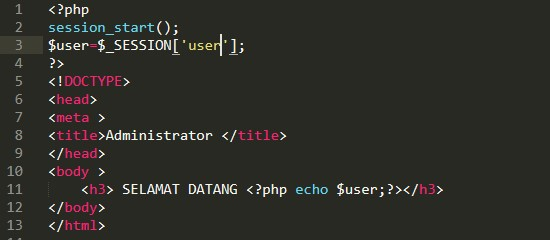 1 <?php
2 session_start();
3 $user=$_SESSION['user'];
4 ?>
5 <!DOCTYPE>
6 <head>
7 <meta >
8 <title>Administrator </title>
9 </head>
10 <body >
11 <h3> SELAMAT DATANG <?php echo $user;?></h3>
12 </body>
13 </html>